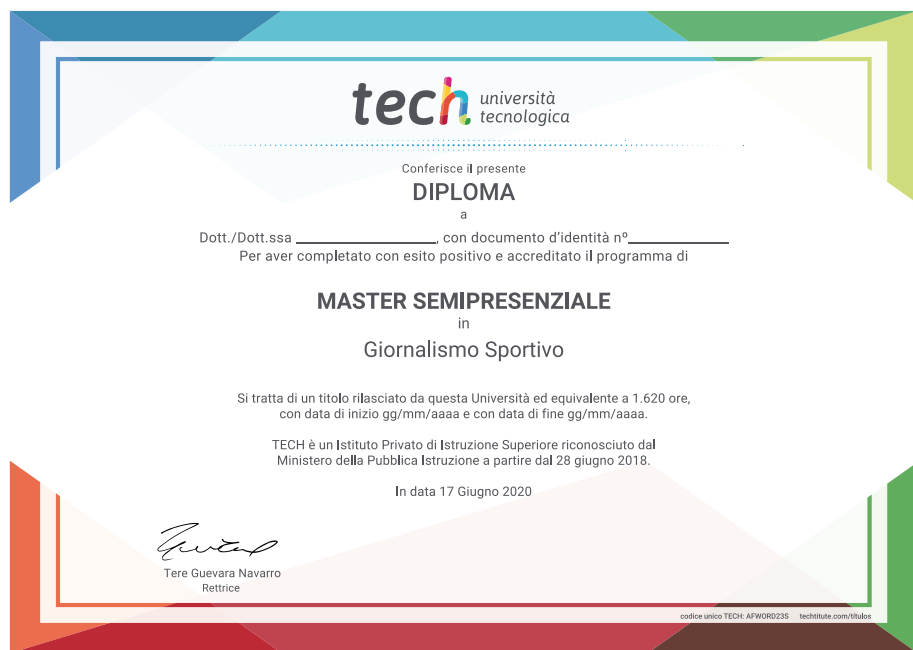 tech università
tecnologica
Conferisce il presente
DIPLOMA
a
Dott./Dott.ssa ____________________, con documento d'identità nº______________
Per aver completato con esito positivo e accreditato il programma di
MASTER SEMIPRESENZIALE
in
Giornalismo Sportivo
Si tratta di un titolo rilasciato da questa Università ed equivalente a 1.620 ore,
con data di inizio gg/mm/aaaa e con data di fine gg/mm/aaaa.
TECH è un Istituto Privato di Istruzione Superiore riconosciuto dal
Ministero della Pubblica Istruzione a partire dal 28 giugno 2018.
In data 17 Giugno 2020
Tere Guevara Navarro
Rettrice
codice unico TECH: AFWORD23S techtitute.com/títulos